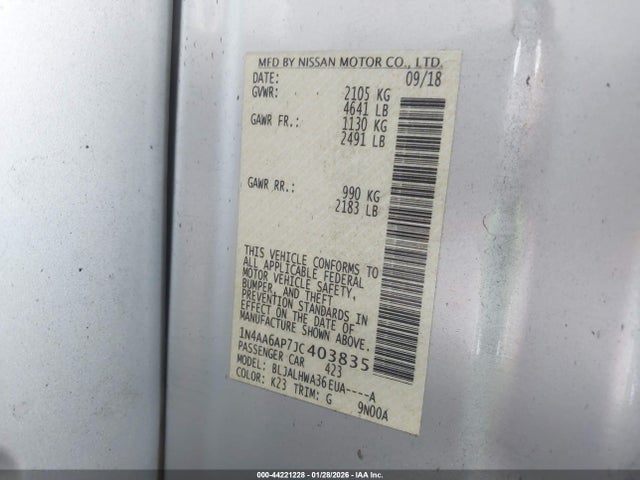 MFD BY NISSAN MOTOR CO., LTD.
DATE: 09/18
GVWR: 2105 KG
4641 LB
GAWR FR.: 1130 KG
2491 LB
GAWR RR.: 990 KG
2183 LB
THIS VEHICLE CONFORMS TO
ALL APPLICABLE FEDERAL
MOTOR VEHICLE SAFETY,
BUMPER, AND THEFT
PREVENTION STANDARDS IN
EFFECT ON THE DATE OF
MANUFACTURE SHOWN ABOVE.
1N4AA6AP7JC403835
PASSENGER CAR 423
MODEL: BLJALHWA36EUA----A
COLOR: K23 TRIM: G 9N00A
000-44221228 | 01/28/2026 - IAA Inc.